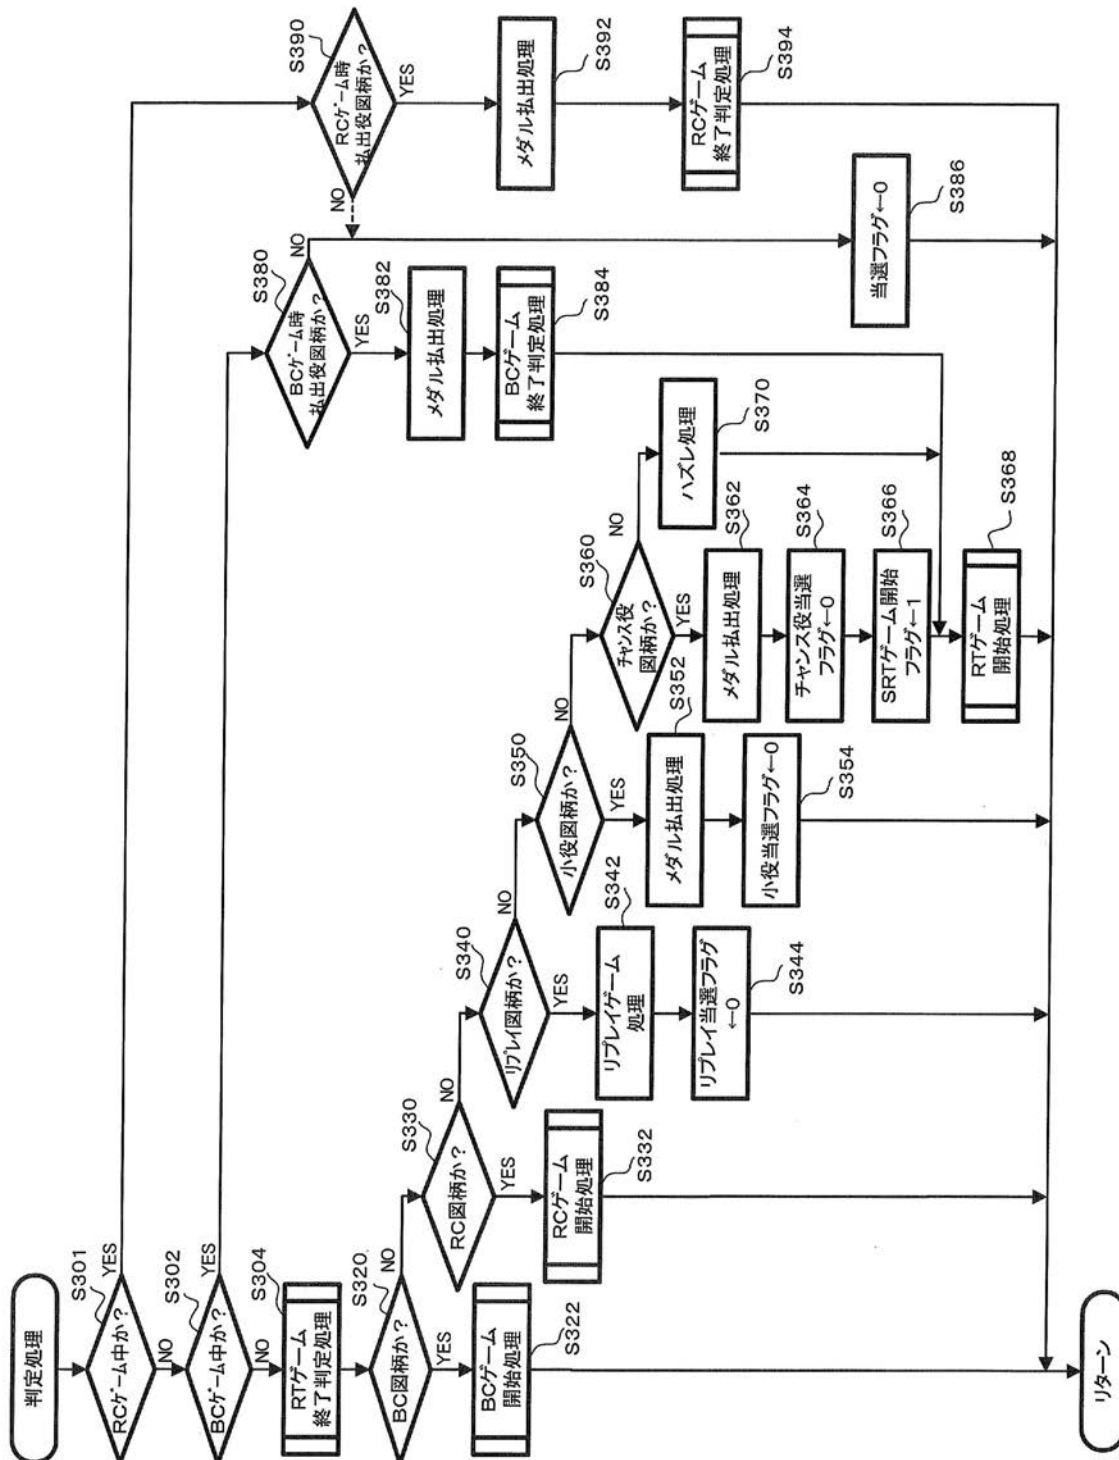 判定処理
S301
RCゲーム中か?
YES
NO
S302
BCゲーム中か?
YES
NO
S304
RTゲーム
終了判定処理
S320
BC図柄か?
NO
YES
BCゲーム
開始処理
S322
S330
RC図柄か?
NO
YES
RCゲーム
開始処理
S332
S340
リプレイ図柄か?
NO
YES
S342
リプレイゲーム
処理
リプレイ当選フラグ
←0
S344
S350
小役図柄か?
NO
YES
S352
メダル払出処理
小役当選フラグ←0
S354
S360
チャンス役
図柄か?
NO
YES
S362
メダル払出処理
S364
チャンス役当選
フラグ←0
S366
SRTゲーム開始
フラグ←1
S368
RTゲーム
開始処理
ハズレ処理
S370
S380
BCゲーム時
払出役図柄か?
NO
YES
S382
メダル払出処理
S384
BCゲーム
終了判定処理
当選フラグ←0
S386
S390
RCゲーム時
払出役図柄か?
NO
YES
S392
メダル払出処理
S394
RCゲーム
終了判定処理
リターン